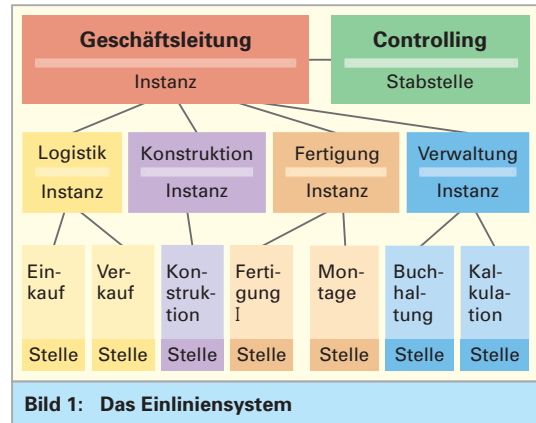 Geschäftsleitung
Instanz
Controlling
Stabstelle
Logistik
Instanz
Konstruktion
Instanz
Fertigung
Instanz
Verwaltung
Instanz
Ein-
kauf
Stelle
Ver-
kauf
Stelle
Kon-
struk-
tion
Stelle
Ferti-
gung
I
Stelle
Mon-
tage
Stelle
Buch-
hal-
tung
Stelle
Kal-
kula-
tion
Stelle
Bild 1: Das Einliniensystem